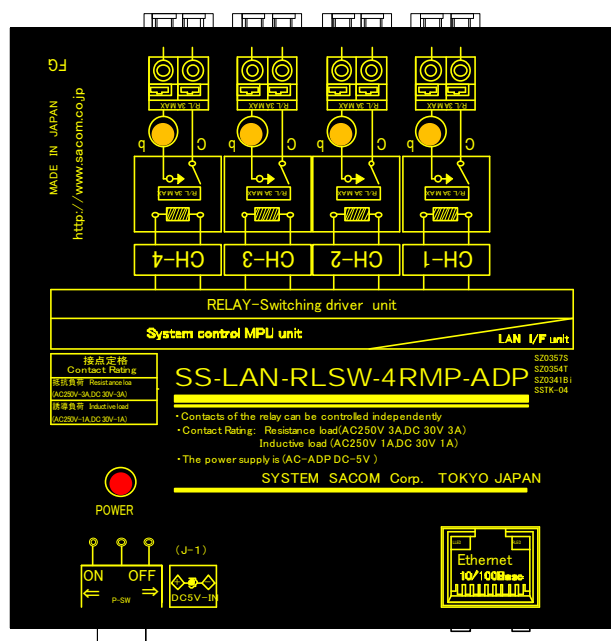 FG
MADE IN JAPAN
http://www.sacom.co.jp
R/L 3A MAX
R/L 3A MAX
R/L 3A MAX
R/L 3A MAX
b C
b C
b C
b C
R/L 3A MAX
R/L 3A MAX
R/L 3A MAX
R/L 3A MAX
CH-4
CH-3
CH-2
CH-1
RELAY-Switching driver unit
System control MPU unit
LAN I/F unit
接点定格
Contact Rating
抵抗負荷 Resistance loa
(AC250V-3A,DC 30V-3A)
誘導負荷 Inductive load
(AC250V-1A,DC 30V-1A)
SS-LAN-RLSW-4RMP-ADP
SZ0357S
SZ0354T
SZ0341Bi
SSTK-04
・Contacts of the relay can be controlled independently
・Contact Rating: Resistance load(AC250V 3A,DC 30V 3A)
Inductive load (AC250V 1A,DC 30V 1A)
・The power supply is (AC-ADP DC-5V )
SYSTEM SACOM Corp. TOKYO JAPAN
POWER
ON OFF
⇐ P-SW ⇒
(J-1)
DC5V-IN
Ethernet
10/100Base